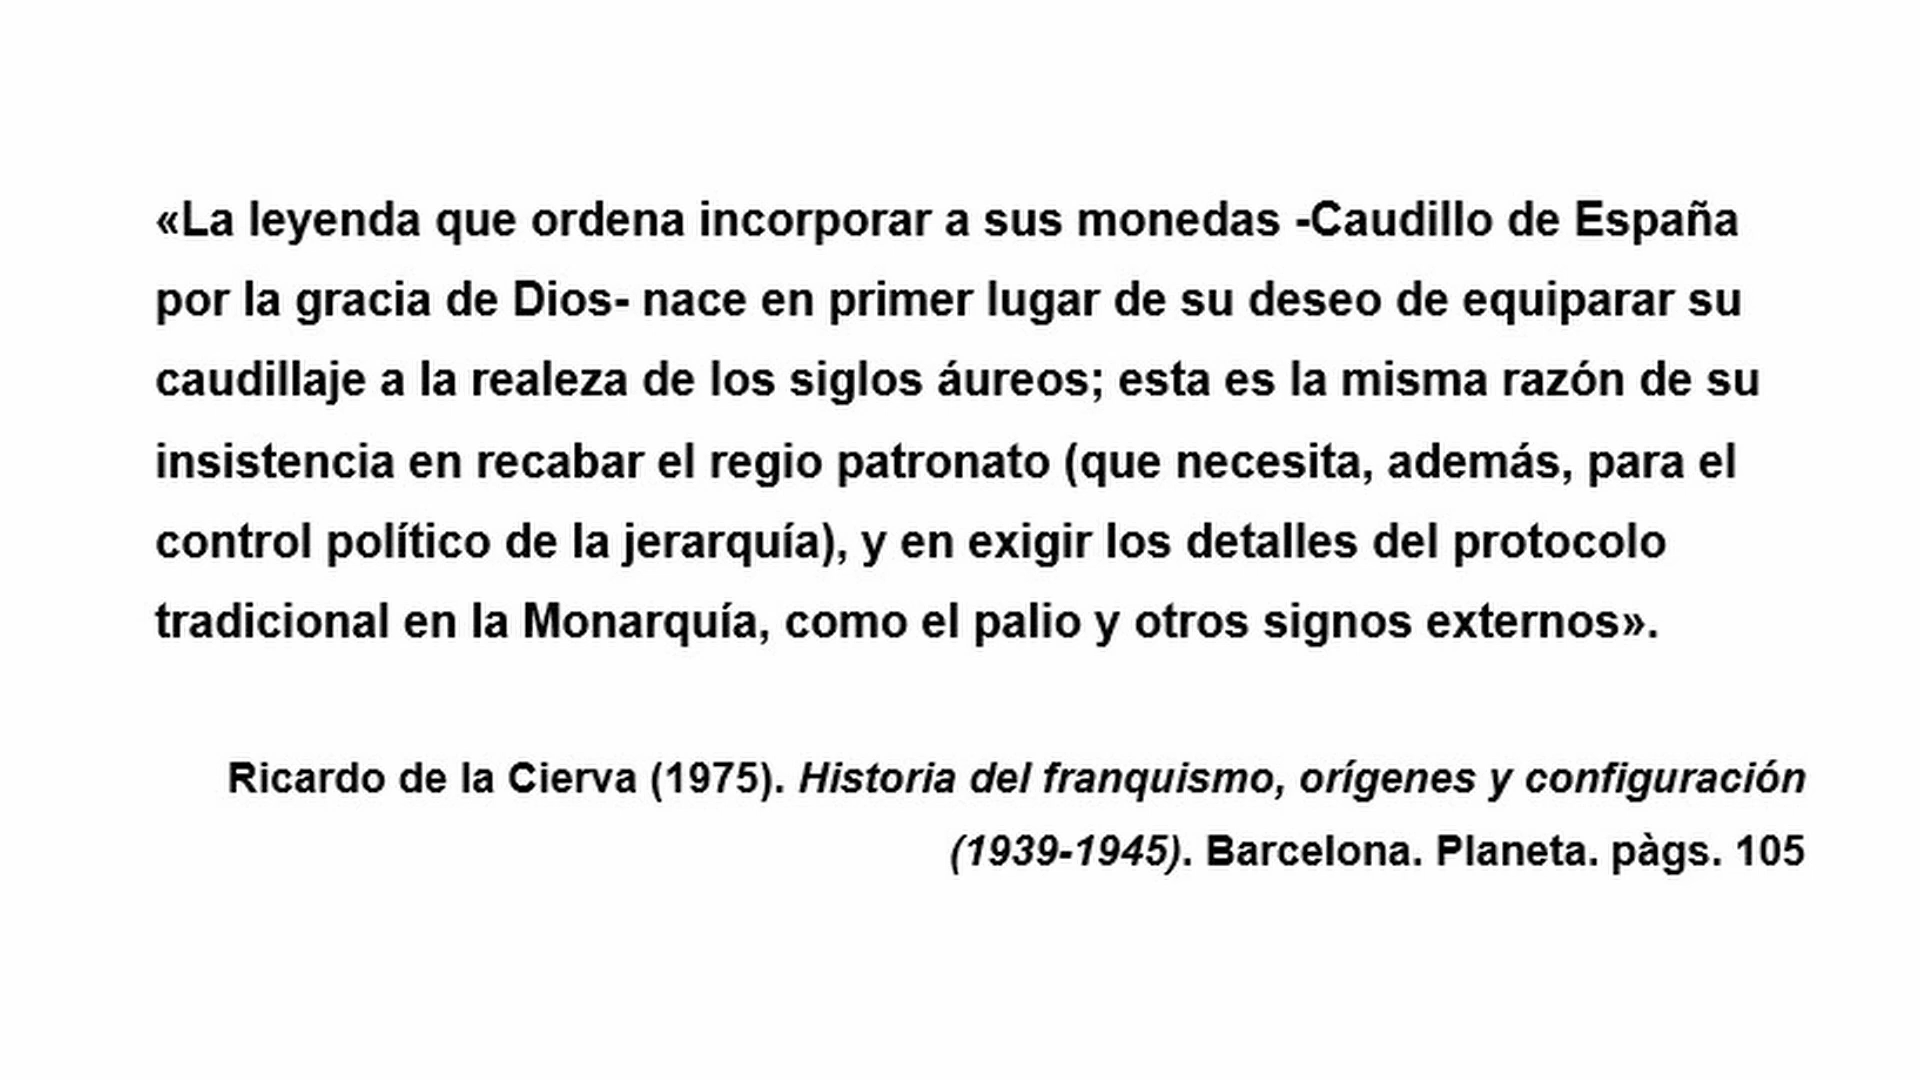 «La leyenda que ordena incorporar a sus monedas -Caudillo de España
por la gracia de Dios- nace en primer lugar de su deseo de equiparar su
caudillaje a la realeza de los siglos áureos; esta es la misma razón de su
insistencia en recabar el regio patronato (que necesita, además, para el
control político de la jerarquía), y en exigir los detalles del protocolo
tradicional en la Monarquía, como el palio y otros signos externos».
Ricardo de la Cierva (1975). Historia del franquismo, orígenes y configuración
(1939-1945). Barcelona. Planeta. pàgs. 105